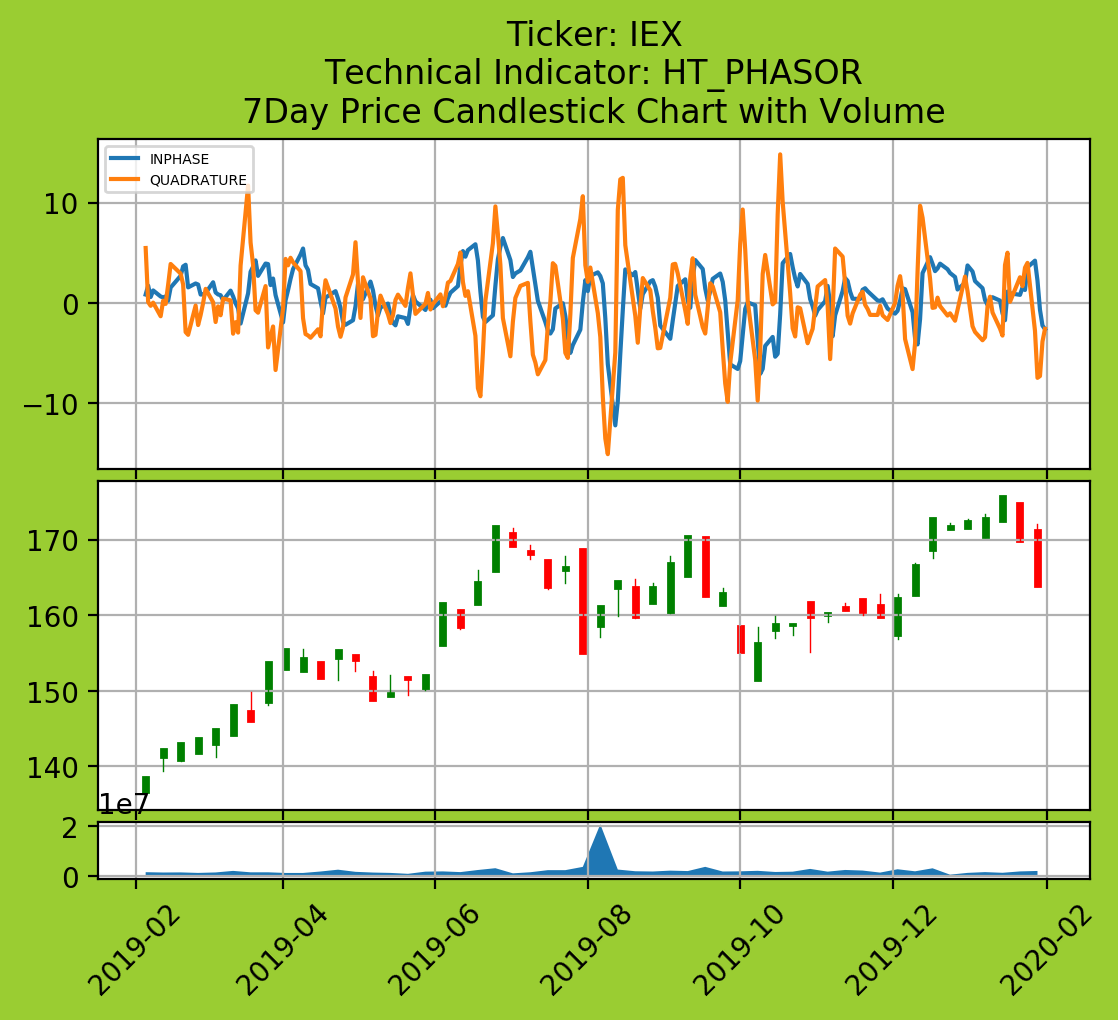 Ticker: IEX
Technical Indicator: HT_PHASOR
7Day Price Candlestick Chart with Volume
INPHASE
QUADRATURE
10
0
−10
170
160
150
140
1e7
2
0
2019-02
2019-04
2019-06
2019-08
2019-10
2019-12
2020-02